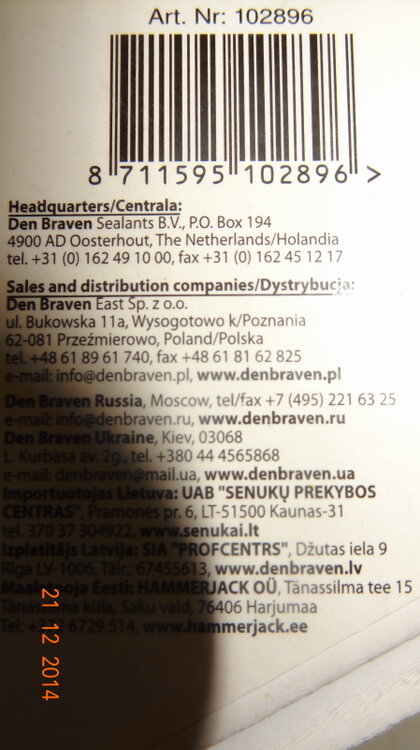 Art. Nr: 102896
8 711595 102896 >
Headquarters/Centrala:
Den Braven Sealants B.V., P.O. Box 194
4900 AD Oosterhout, The Netherlands/Holandia
tel. +31 (0) 162 49 10 00, fax +31 (0) 162 45 12 17
Sales and distribution companies/Dystrybucja:
Den Braven East Sp. z o.o.
ul. Bukowska 11a, Wysogotowo k/Poznania
62-081 Przeźmierowo, Poland/Polska
tel. +48 61 89 61 740, fax +48 61 81 62 825
e-mail: info@denbraven.pl, www.denbraven.pl
Den Braven Russia, Moscow, tel/fax +7 (495) 221 63 25
e-mail: info@denbraven.ru, www.denbraven.ru
Den Braven Ukraine, Kiev, 03068
L. Kurbasa av. 2g., tel. +380 44 4565868
e-mail: denbraven@mail.ua, www.denbraven.ua
Importuotojas Lietuva: UAB "SENUKŲ PREKYBOS
CENTRAS", Pramonės pr. 6, LT-51500 Kaunas-31
tel. 370 37 304922, www.senukai.lt
Izplatītājs Latvija: SIA "PROFCENTRS", Džutas iela 9
Rīga LV-1006, Tālr.: 67455613, www.denbraven.lv
Maaletooja Eesti: HAMMERJACK OÜ, Tänassilma tee 15
Tänassilma küla, Saku vald, 76406 Harjumaa
Tel: +372 6729 514, www.hammerjack.ee
21 12 2014